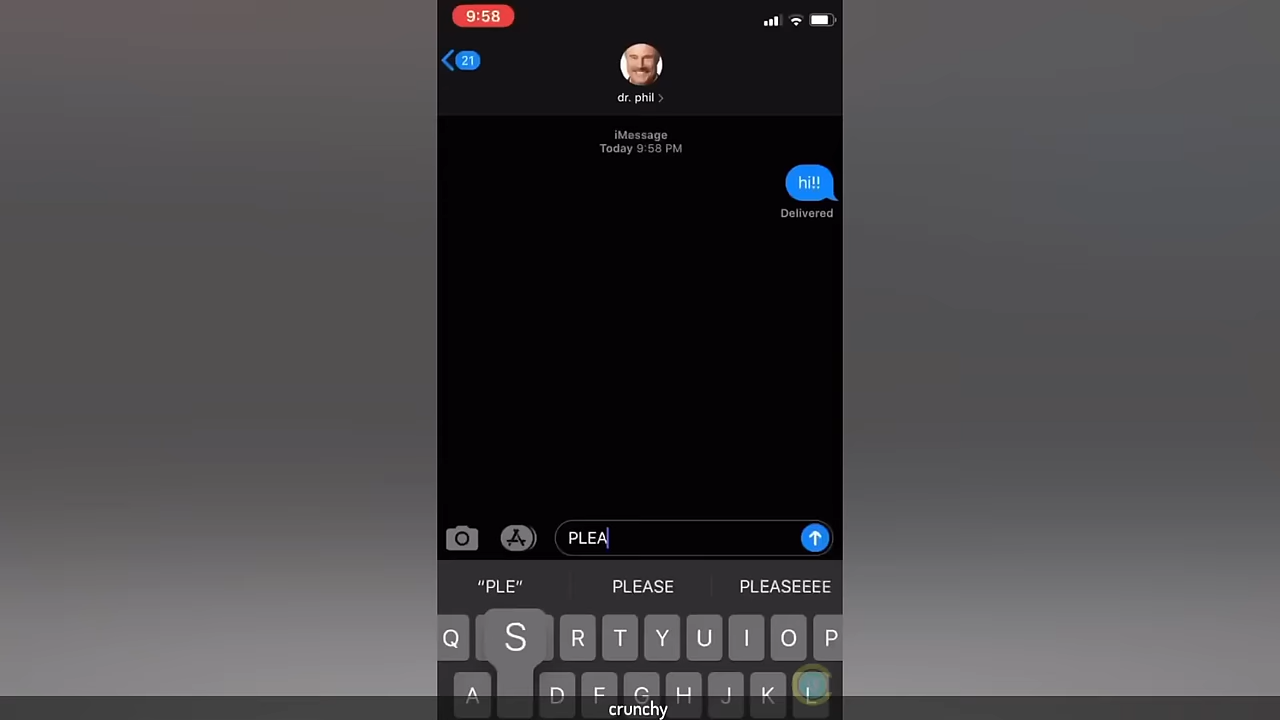 9:58
21
dr. phil
iMessage
Today 9:58 PM
hi!!
Delivered
PLEA
“PLE” PLEASE PLEASEEEE
Q S R T Y U I O P
A D F G H J K L
crunchy